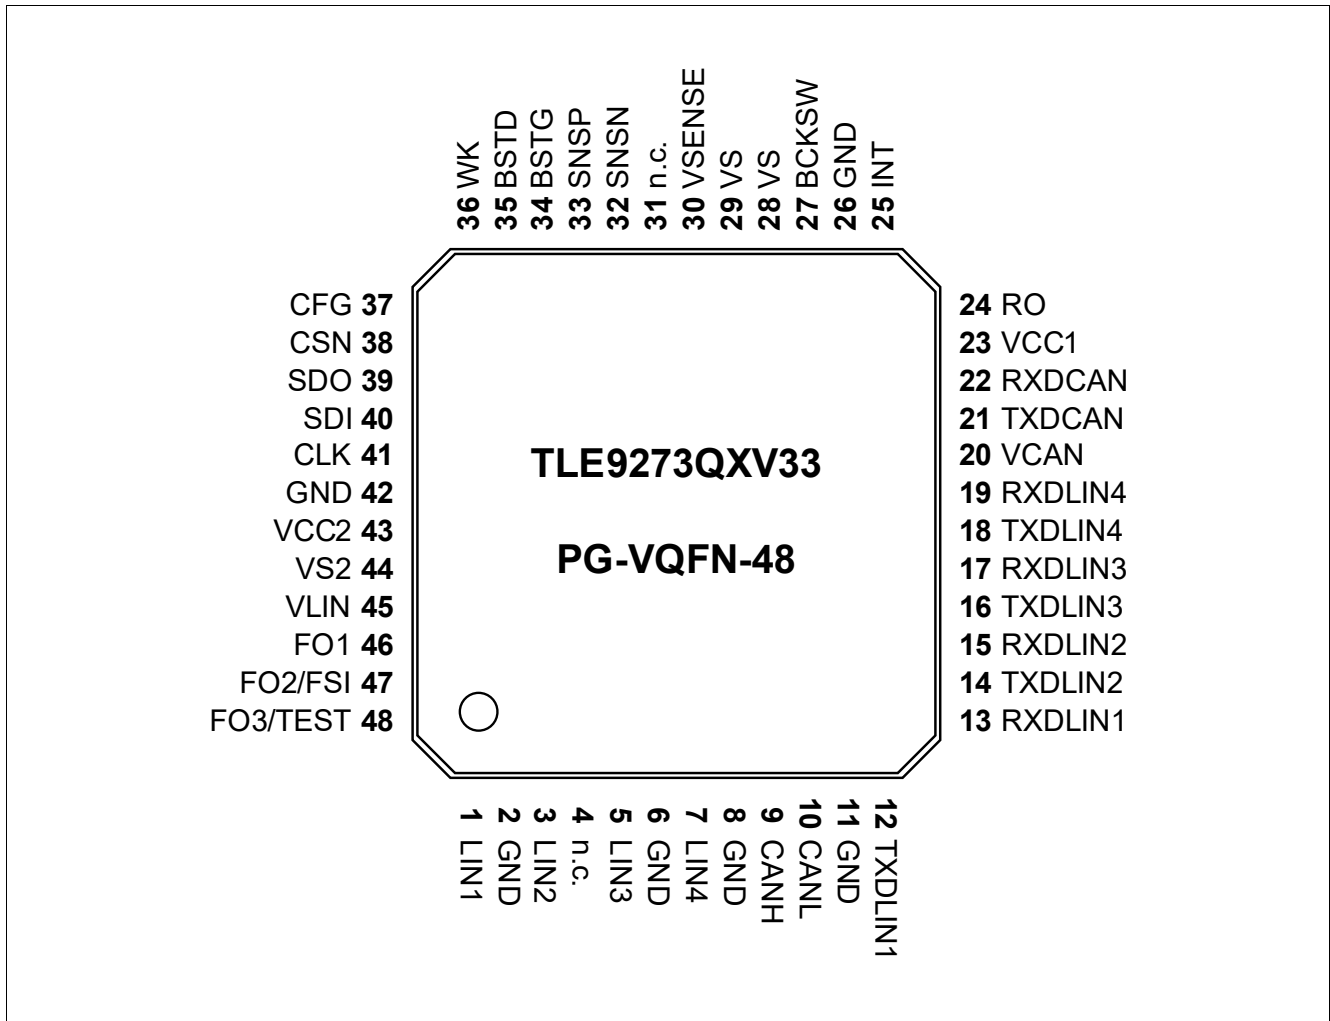 36 WK
35 BSTD
34 BSTG
33 SNSP
32 SNSN
31 n.c.
30 VSENSE
29 VS
28 VS
27 BCKSW
26 GND
25 INT
CFG 37
CSN 38
SDO 39
SDI 40
CLK 41
GND 42
VCC2 43
VS2 44
VLIN 45
FO1 46
FO2/FSI 47
FO3/TEST 48
TLE9273QXV33
PG-VQFN-48
24 RO
23 VCC1
22 RXDCAN
21 TXDCAN
20 VCAN
19 RXDLIN4
18 TXDLIN4
17 RXDLIN3
16 TXDLIN3
15 RXDLIN2
14 TXDLIN2
13 RXDLIN1
1 LIN1
2 GND
3 LIN2
4 n.c.
5 LIN3
6 GND
7 LIN4
8 GND
9 CANH
10 CANL
11 GND
12 TXDLIN1